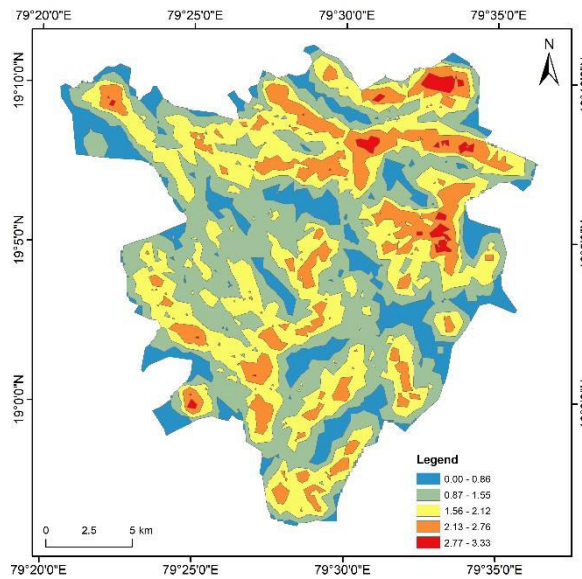 79°20'0"E 79°25'0"E 79°30'0"E 79°35'0"E
N
19°10'0"N
19°5'0"N
19°0'0"N
Legend
0.00 - 0.86
0.87 - 1.55
1.56 - 2.12
2.13 - 2.76
2.77 - 3.33
0 2.5 5 km
79°20'0"E 79°25'0"E 79°30'0"E 79°35'0"E